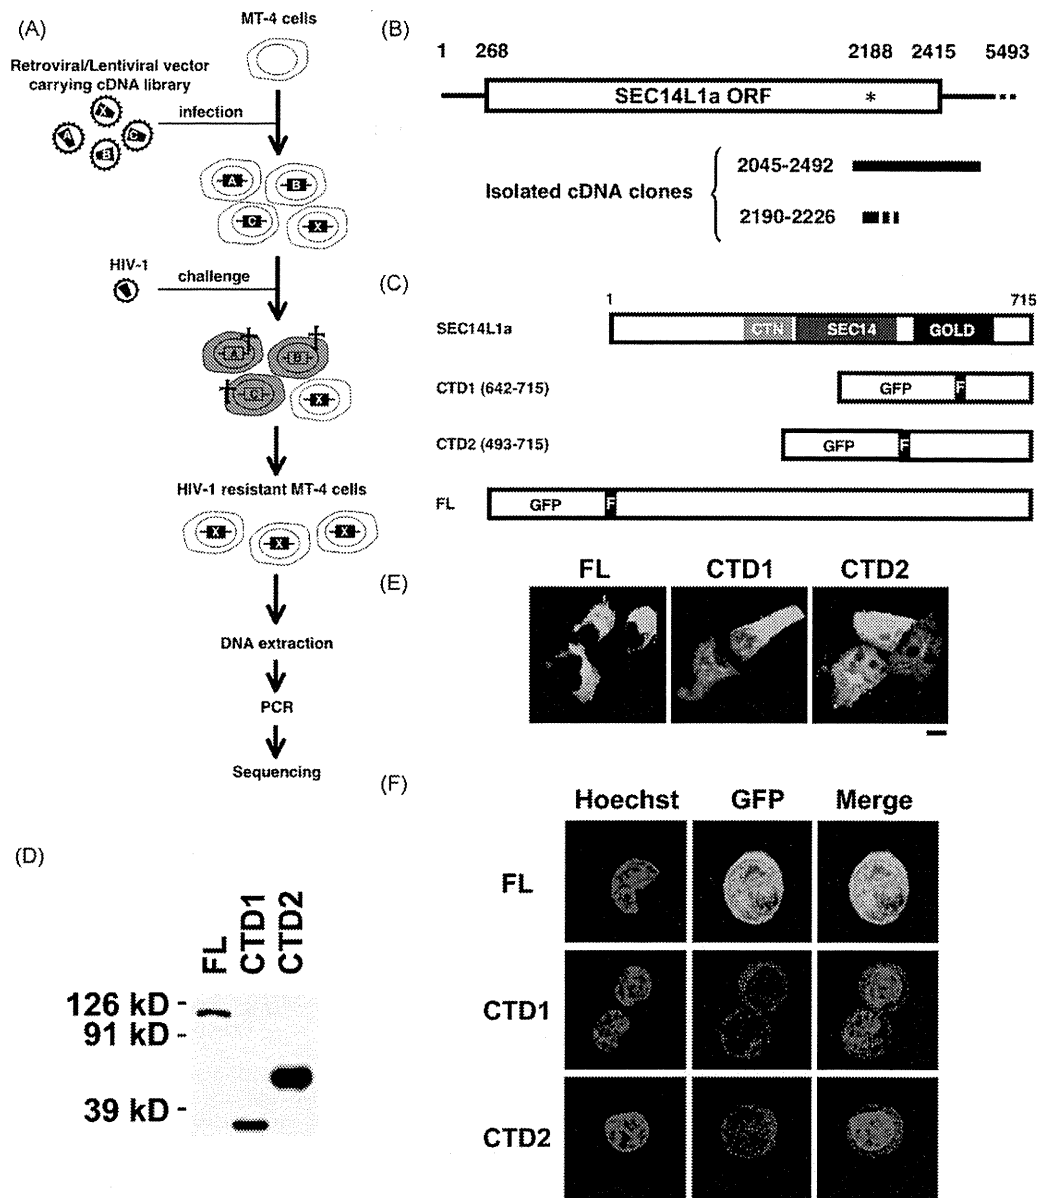 (A)
MT-4 cells
Retroviral/Lentiviral vector
carrying cDNA library
infection
X
A
C
B
A
B
C
X
HIV-1
challenge
A
B
C
X
HIV-1 resistant MT-4 cells
X
X
X
DNA extraction
PCR
Sequencing
(B)
1 268 2188 2415 5493
SEC14L1a ORF *
Isolated cDNA clones
2045-2492
2190-2226
(C)
1 715
SEC14L1a CTN SEC14 GOLD
CTD1 (642-715) GFP F
CTD2 (493-715) GFP F
FL GFP F
(D)
FL CTD1 CTD2
126 kD -
91 kD -
39 kD -
(E)
FL CTD1 CTD2
(F)
Hoechst GFP Merge
FL
CTD1
CTD2